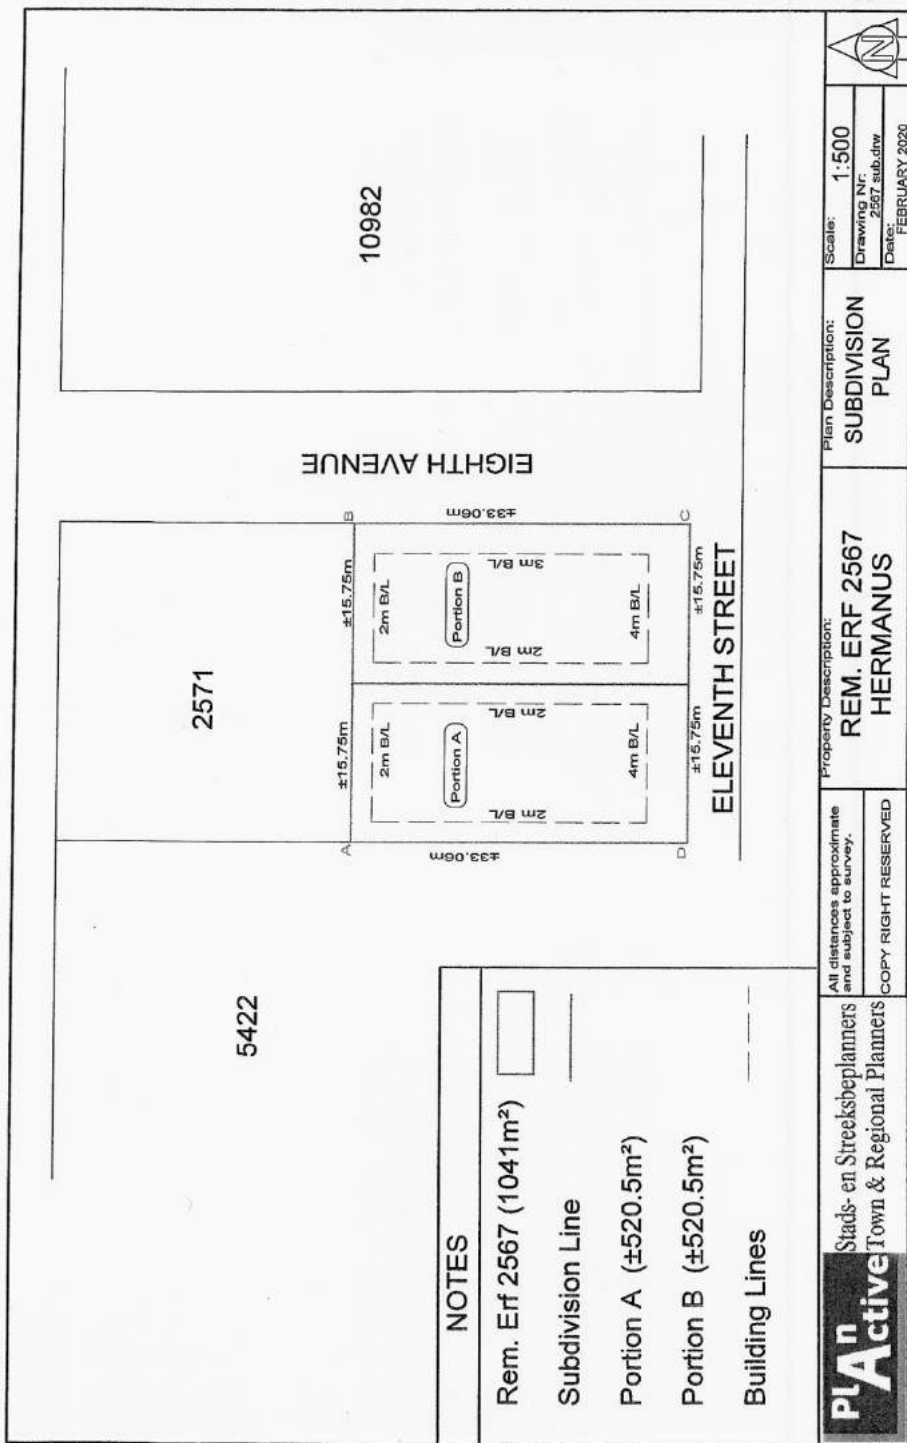 5422
2571
10982
EIGHTH AVENUE
ELEVENTH STREET
A
B
C
D
±15.75m
±15.75m
±33.06m
±33.06m
±15.75m
±15.75m
2m B/L
2m B/L
Portion A
Portion B
2m B/L
2m B/L
2m B/L
3m B/L
4m B/L
4m B/L
NOTES
Rem. Erf 2567 (1041m²)
Subdivision Line
Portion A (±520.5m²)
Portion B (±520.5m²)
Building Lines
Plan Active
Stads- en Streeksbeplanners
Town & Regional Planners
All distances approximate
and subject to survey.
COPY RIGHT RESERVED
Property Description:
REM. ERF 2567
HERMANUS
Plan Description:
SUBDIVISION
PLAN
Scale:
1:500
Drawing Nr:
2567 sub.drw
Date:
FEBRUARY 2020
N